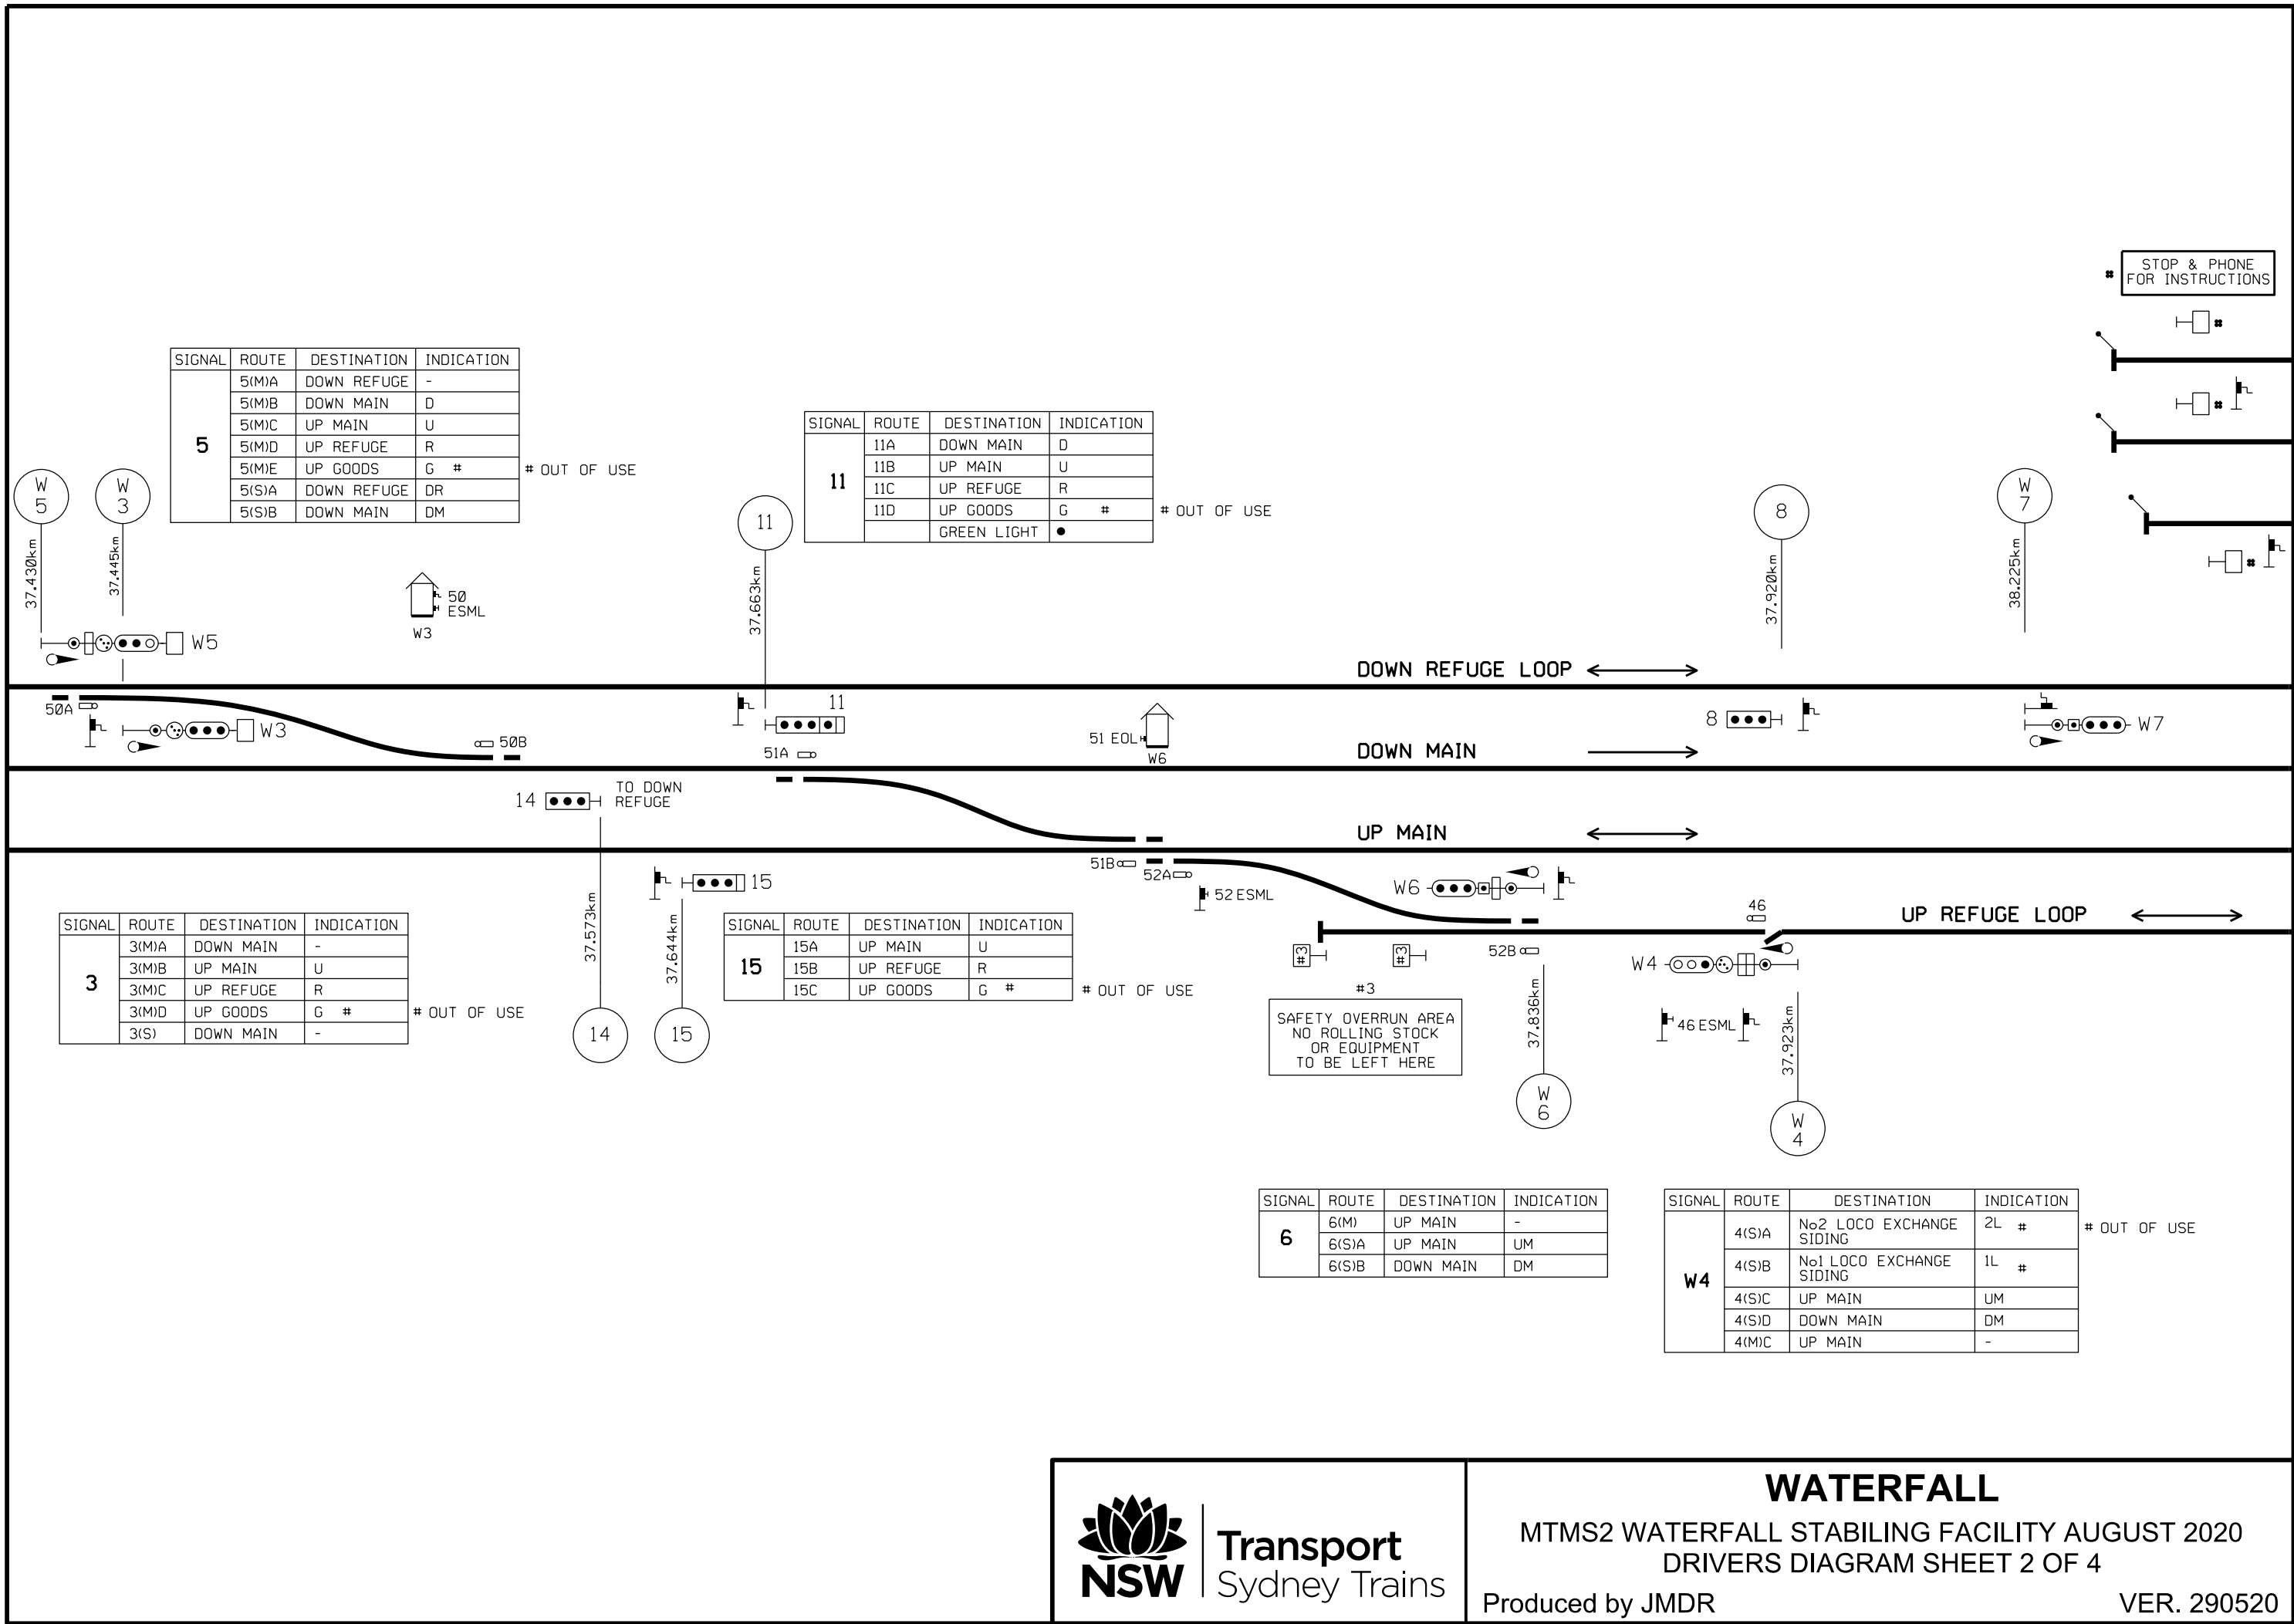 STOP & PHONE
FOR INSTRUCTIONS
#
#
#
#
SIGNAL ROUTE DESTINATION INDICATION
5
5(M)A DOWN REFUGE -
5(M)B DOWN MAIN D
5(M)C UP MAIN U
5(M)D UP REFUGE R
5(M)E UP GOODS G # # OUT OF USE
5(S)A DOWN REFUGE DR
5(S)B DOWN MAIN DM
SIGNAL ROUTE DESTINATION INDICATION
11
11A DOWN MAIN D
11B UP MAIN U
11C UP REFUGE R
11D UP GOODS G # # OUT OF USE
GREEN LIGHT ●
W
5
W
3
11
8
W
7
37.430km
37.445km
37.663km
37.920km
38.225km
50
ESML
W3
W5
DOWN REFUGE LOOP
50A
W3
50B
11
51A
51 EOL
W6
8
W7
DOWN MAIN
14
TO DOWN
REFUGE
UP MAIN
15
51B
52A
52 ESML
W6
46
UP REFUGE LOOP
#3
#3
52B
W4
46 ESML
#3
SAFETY OVERRUN AREA
NO ROLLING STOCK
OR EQUIPMENT
TO BE LEFT HERE
37.573km
37.644km
37.836km
37.923km
14
15
W
6
W
4
SIGNAL ROUTE DESTINATION INDICATION
3
3(M)A DOWN MAIN -
3(M)B UP MAIN U
3(M)C UP REFUGE R
3(M)D UP GOODS G # # OUT OF USE
3(S) DOWN MAIN -
SIGNAL ROUTE DESTINATION INDICATION
15
15A UP MAIN U
15B UP REFUGE R
15C UP GOODS G # # OUT OF USE
SIGNAL ROUTE DESTINATION INDICATION
6
6(M) UP MAIN -
6(S)A UP MAIN UM
6(S)B DOWN MAIN DM
SIGNAL ROUTE DESTINATION INDICATION
W4
4(S)A No2 LOCO EXCHANGE
SIDING 2L # # OUT OF USE
4(S)B No1 LOCO EXCHANGE
SIDING 1L #
4(S)C UP MAIN UM
4(S)D DOWN MAIN DM
4(M)C UP MAIN -
NSW
Transport
Sydney Trains
WATERFALL
MTMS2 WATERFALL STABILING FACILITY AUGUST 2020
DRIVERS DIAGRAM SHEET 2 OF 4
Produced by JMDR VER. 290520